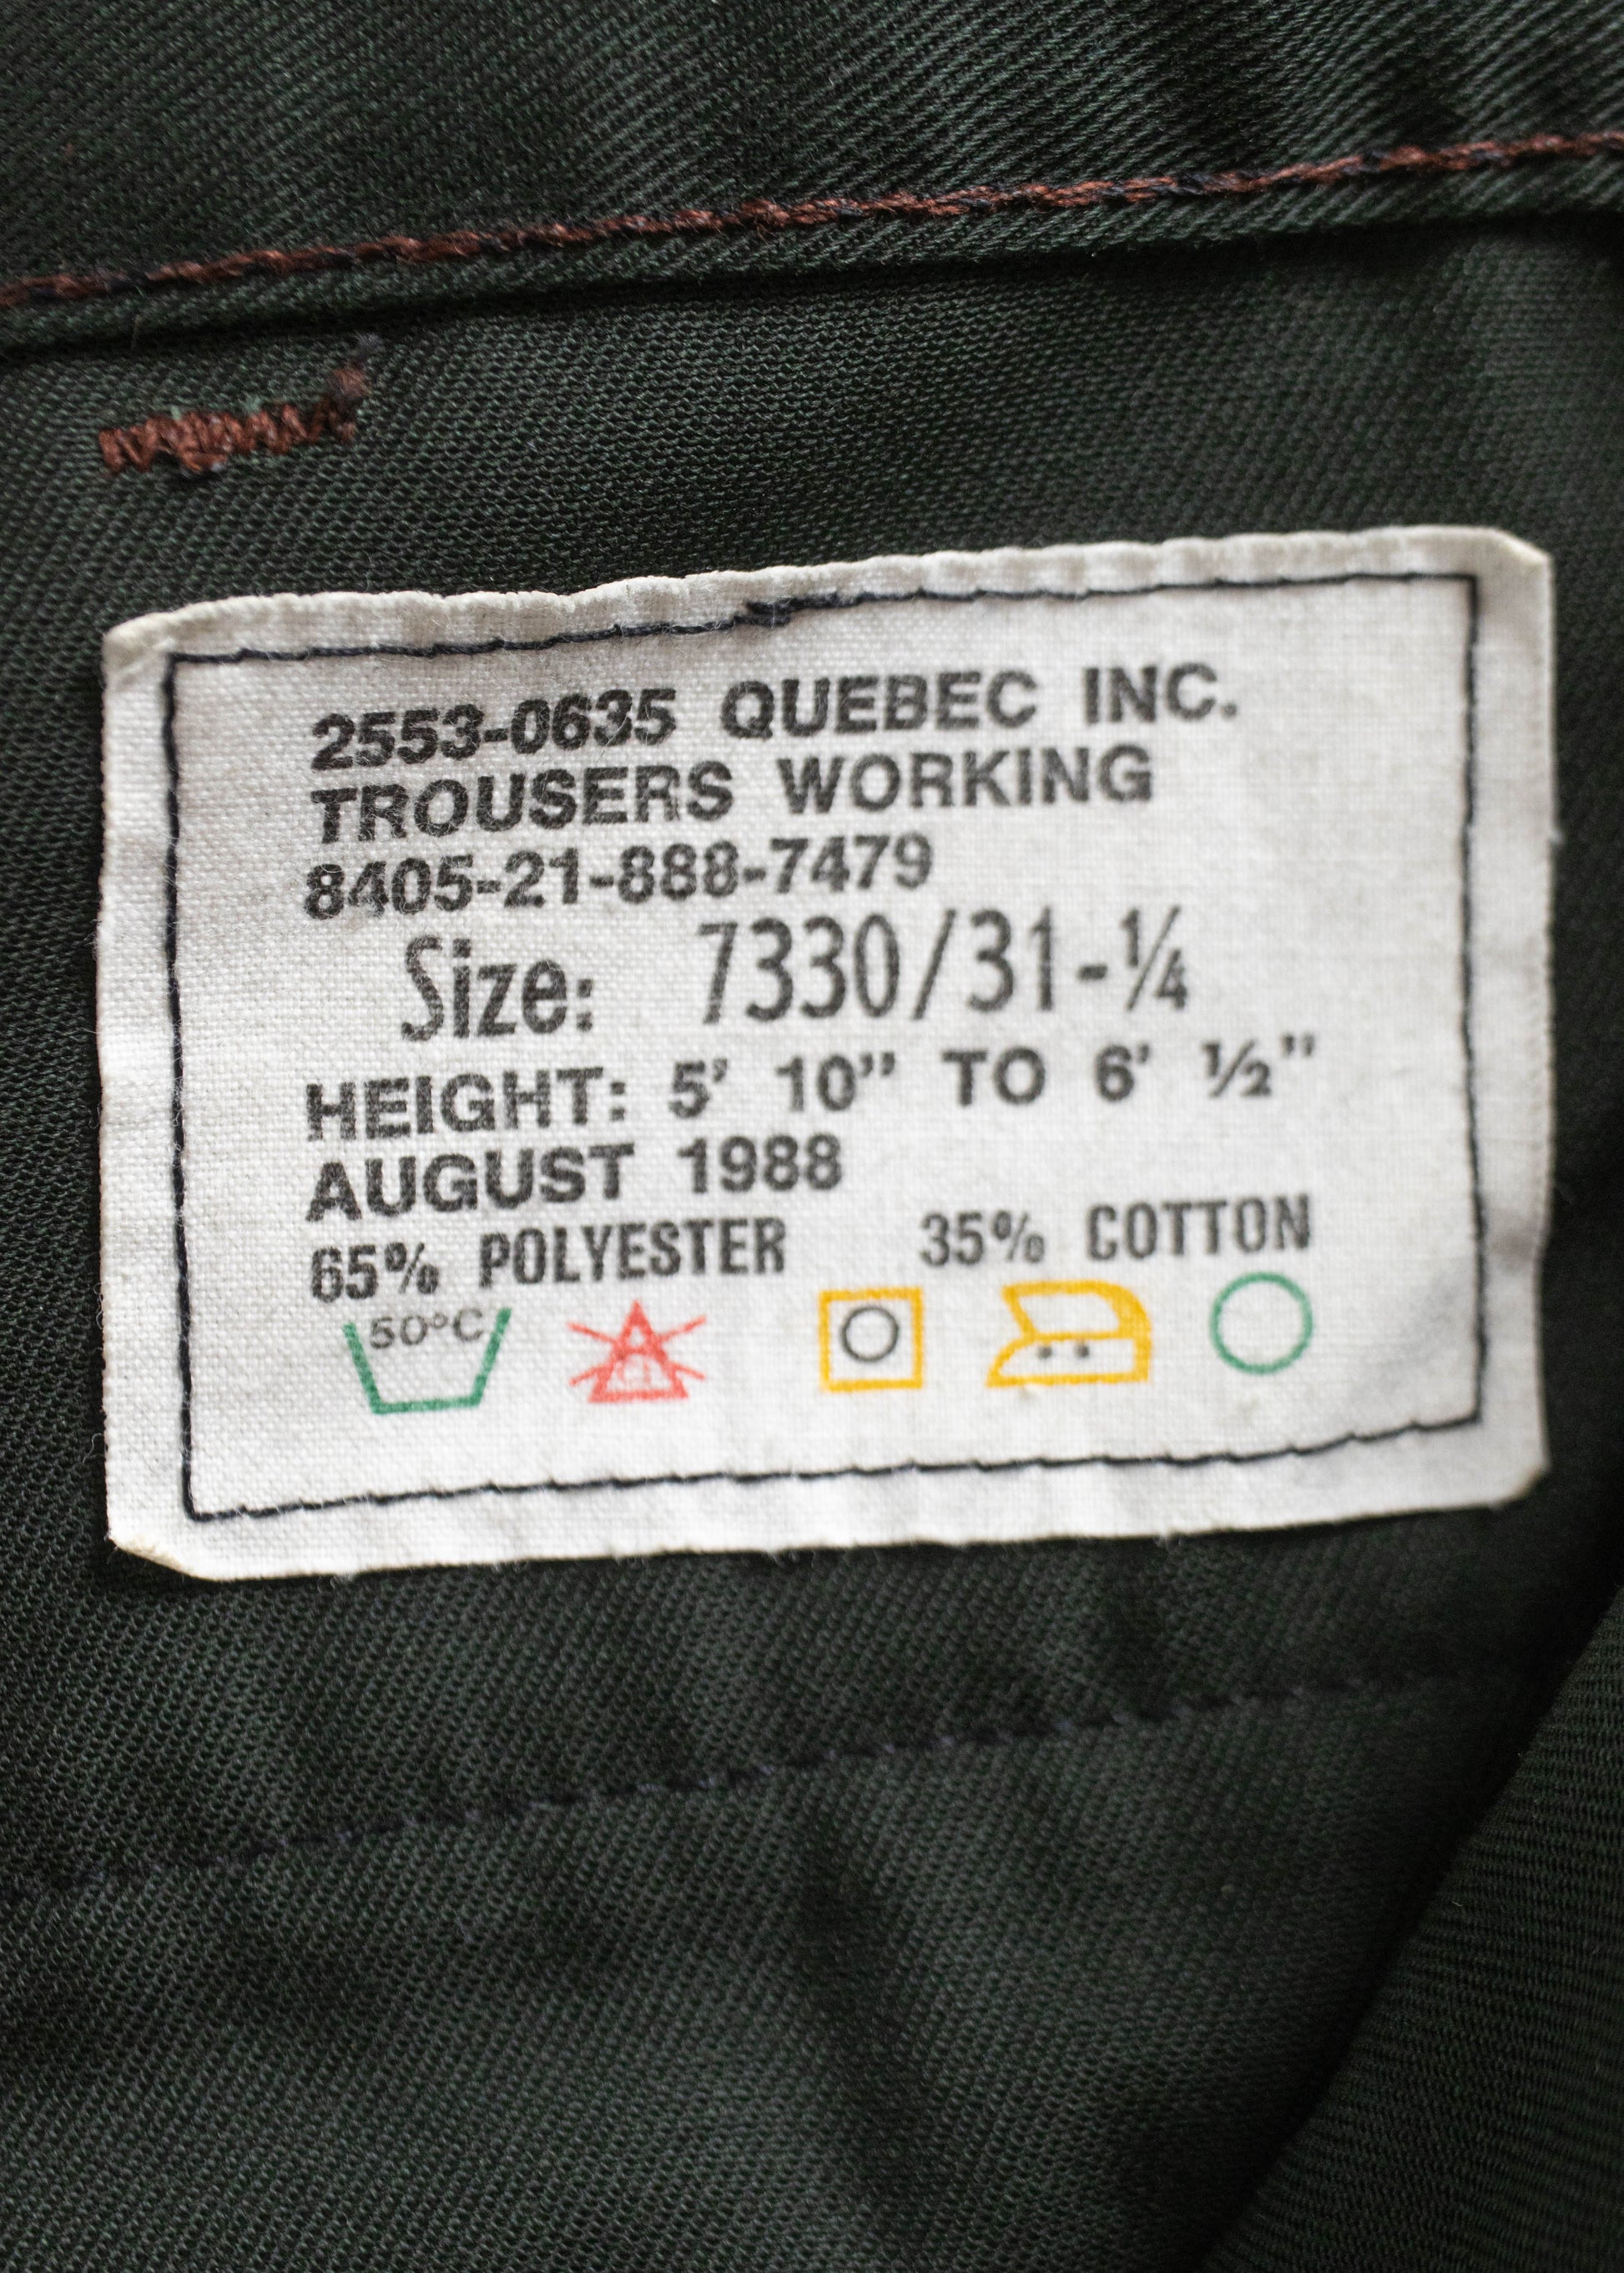 2553-0635 QUEBEC INC.
TROUSERS WORKING
8405-21-888-7479
Size: 7330/31-¼
HEIGHT: 5' 10” TO 6' ½”
AUGUST 1988
65% POLYESTER 35% COTTON
50°C Cl